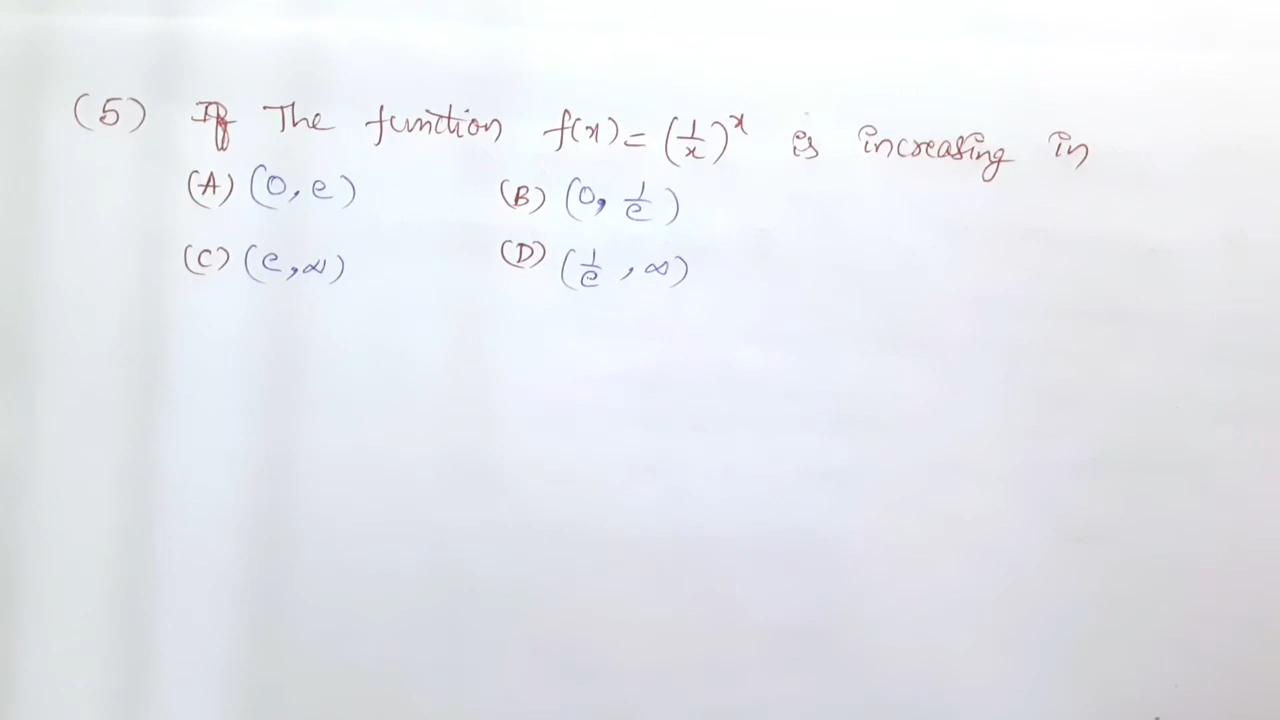 (5) If The function f(x) = (1/x)^x is increasing in
(A) (0, e) (B) (0, 1/e)
(C) (e, ∞) (D) (1/e, ∞)